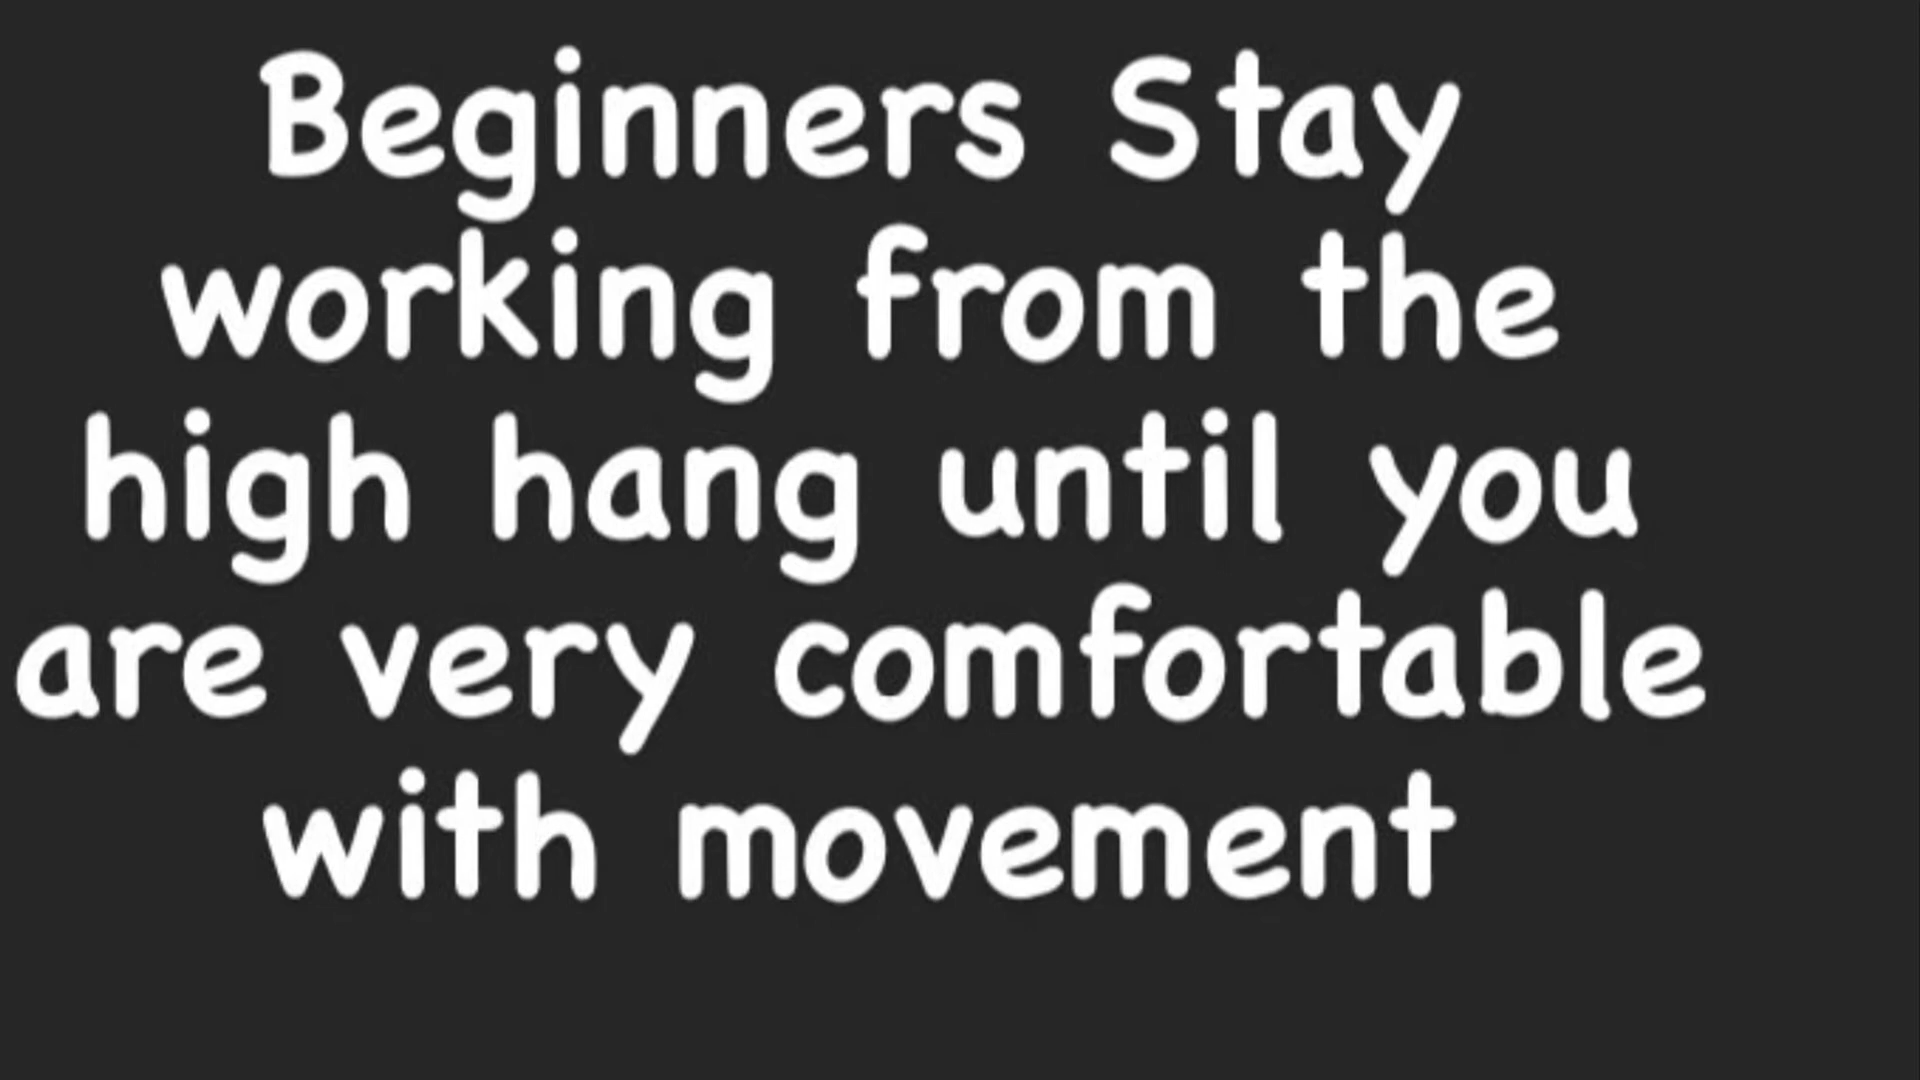 Beginners Stay
working from the
high hang until you
are very comfortable
with movement